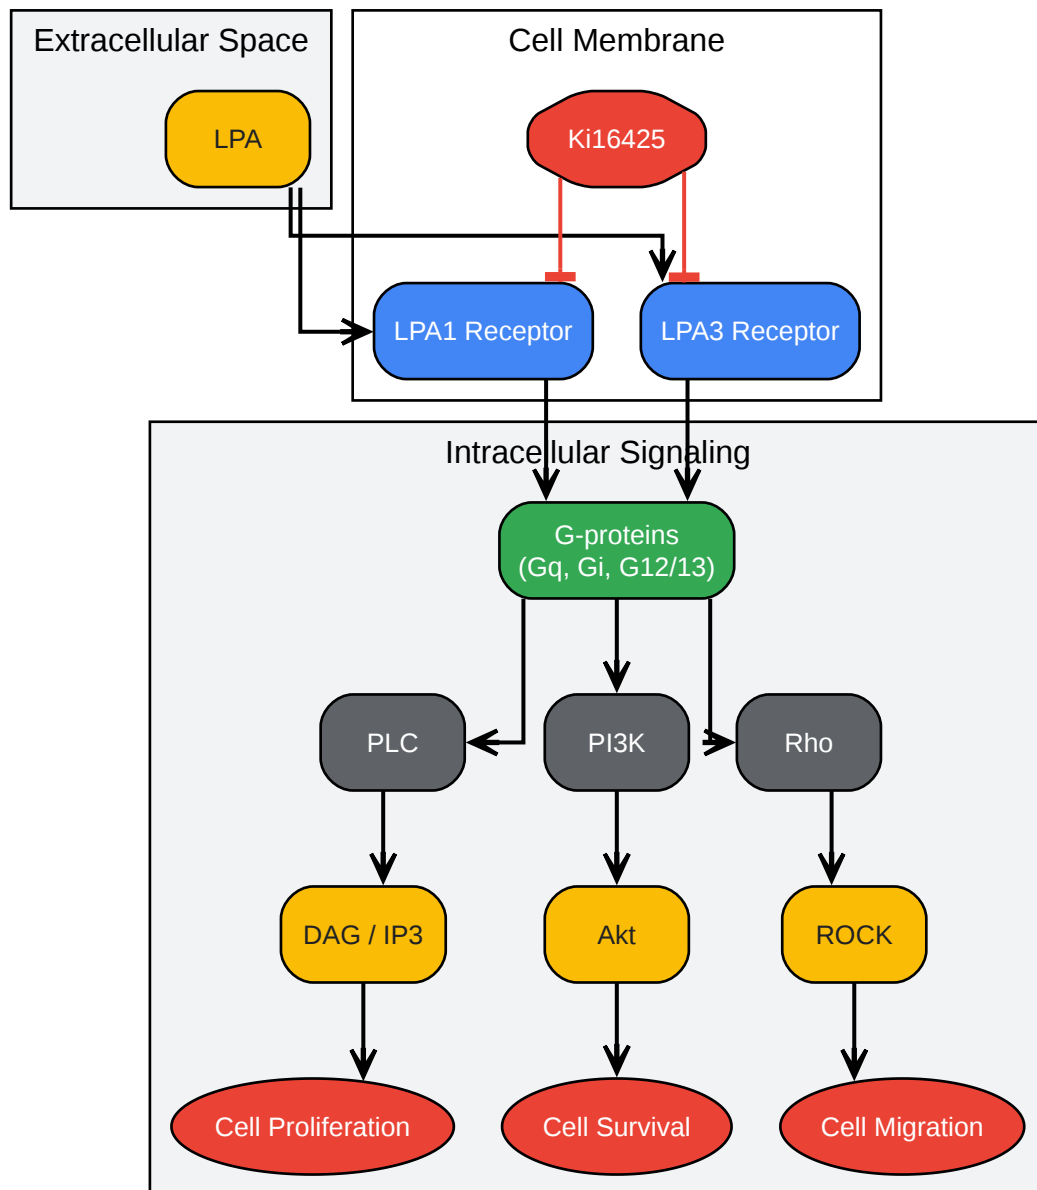 Extracellular Space
Cell Membrane
LPA
Ki16425
LPA1 Receptor
LPA3 Receptor
Intracellular Signaling
G-proteins
(Gq, Gi, G12/13)
PLC
PI3K
Rho
DAG / IP3
Akt
ROCK
Cell Proliferation
Cell Survival
Cell Migration